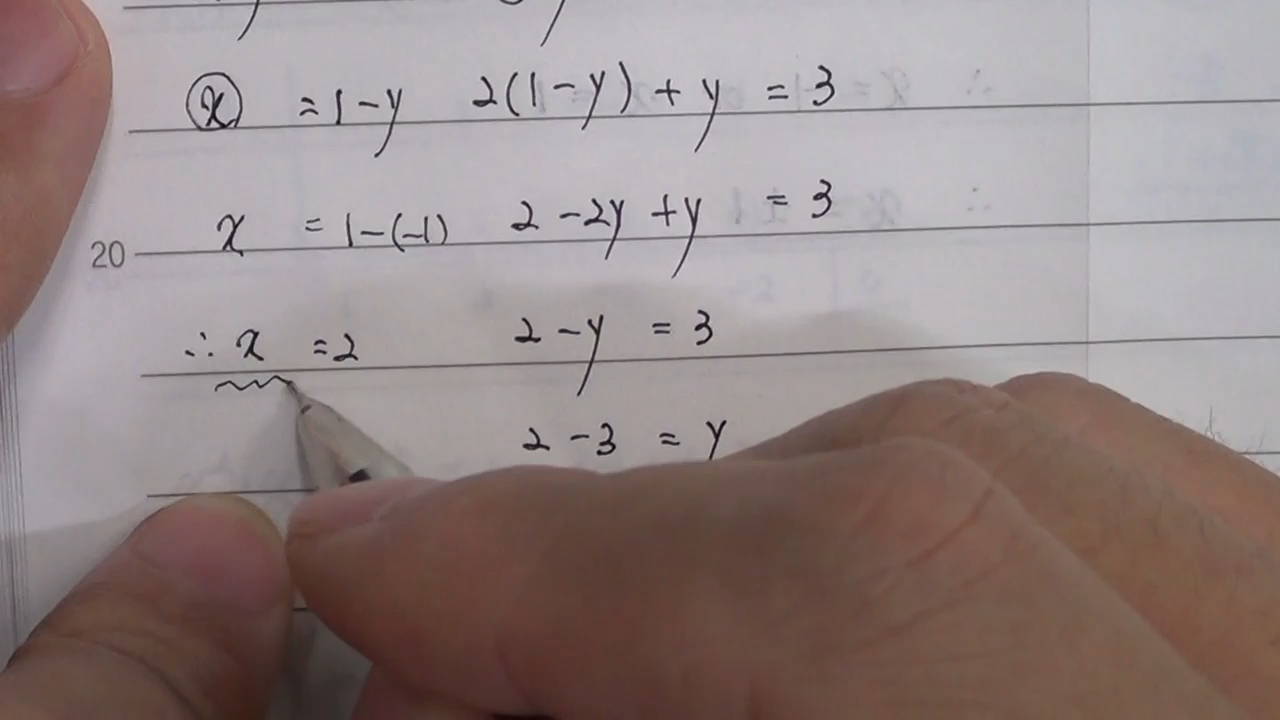 x = 1 - y 2(1 - y) + y = 3
x = 1 - (-1) 2 - 2y + y = 3
20
∴ x = 2 2 - y = 3
2 - 3 = y